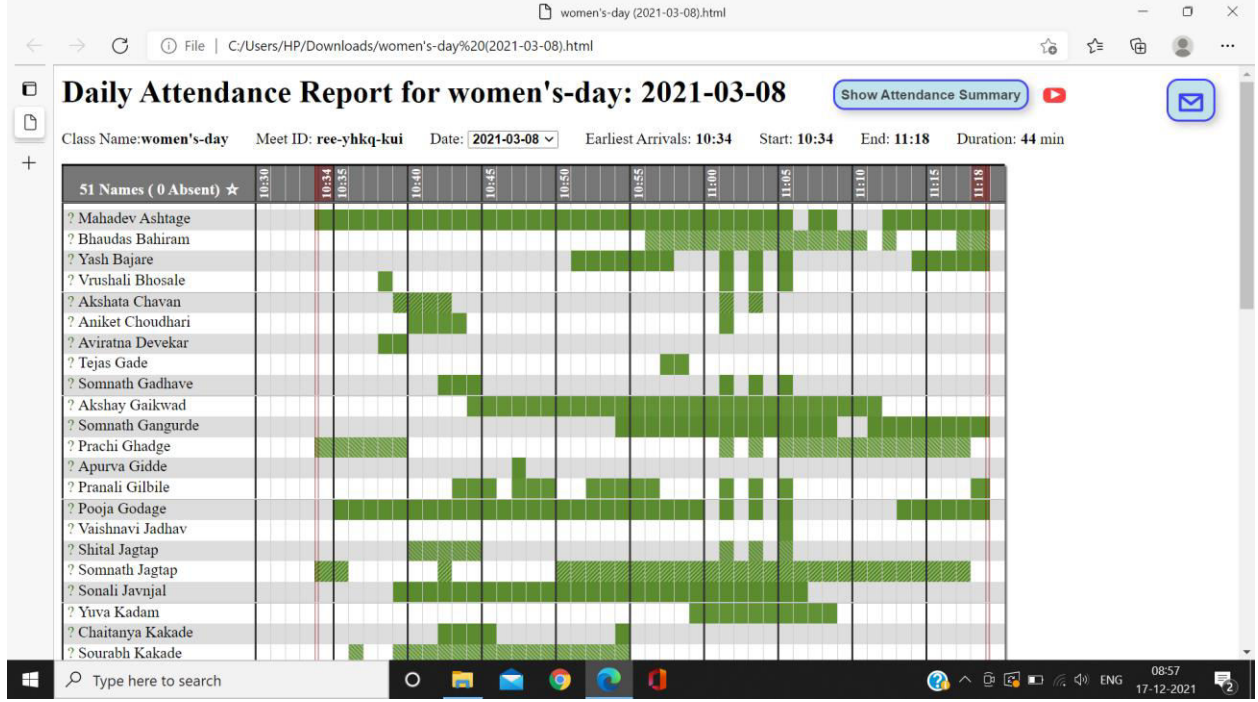 women's-day (2021-03-08).html
File | C:/Users/HP/Downloads/women's-day%20(2021-03-08).html
Daily Attendance Report for women's-day: 2021-03-08
Show Attendance Summary
Class Name:women's-day Meet ID: ree-yhkq-kui Date: 2021-03-08 Earliest Arrivals: 10:34 Start: 10:34 End: 11:18 Duration: 44 min
51 Names ( 0 Absent) ☆ 10:30 10:34 10:35 10:40 10:45 10:50 10:55 11:00 11:05 11:10 11:15 11:18
? Mahadev Ashtage
? Bhaudas Bahiram
? Yash Bajare
? Vrushali Bhosale
? Akshata Chavan
? Aniket Choudhari
? Aviratna Devekar
? Tejas Gade
? Somnath Gadhave
? Akshay Gaikwad
? Somnath Gangurde
? Prachi Ghadge
? Apurva Gidde
? Pranali Gilbile
? Pooja Godage
? Vaishnavi Jadhav
? Shital Jagtap
? Somnath Jagtap
? Sonali Javnjal
? Yuva Kadam
? Chaitanya Kakade
? Sourabh Kakade
Type here to search
ENG
08:57
17-12-2021
2